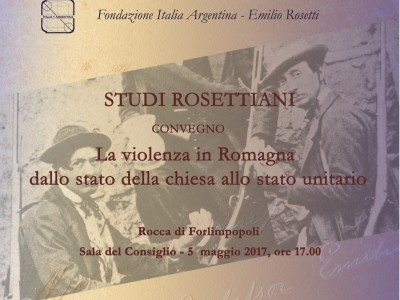 Fondazione Italia Argentina - Emilio Rosetti
STUDI ROSETTIANI
CONVEGNO
La violenza in Romagna
dallo stato della chiesa allo stato unitario
Rocca di Forlimpopoli
Sala del Consiglio - 5 maggio 2017, ore 17.00